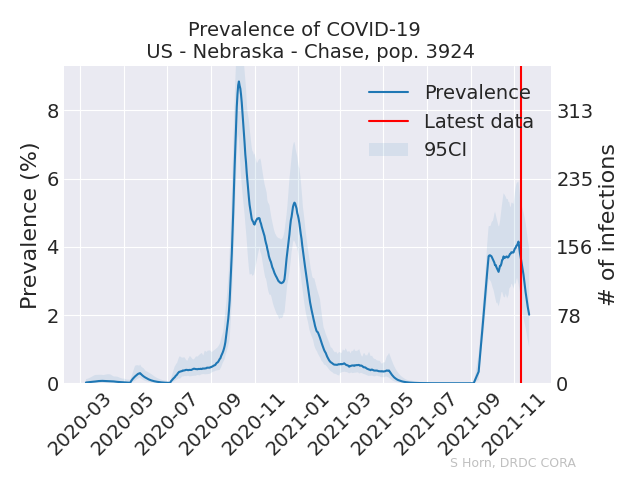 Prevalence of COVID-19
US - Nebraska - Chase, pop. 3924
Prevalence
Latest data
95CI
Prevalence (%)
8
6
4
2
0
# of infections
313
235
156
78
0
2020-03
2020-05
2020-07
2020-09
2020-11
2021-01
2021-03
2021-05
2021-07
2021-09
2021-11
S Horn, DRDC CORA